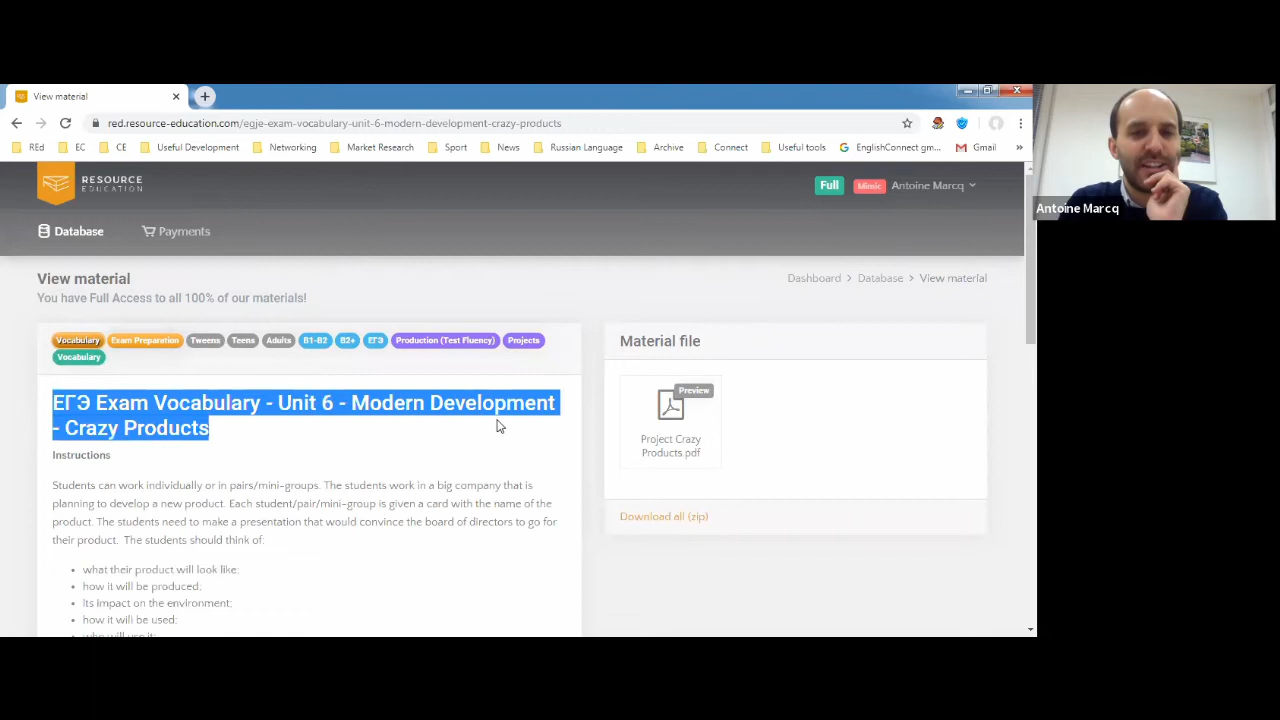 View material
red.resource-education.com/egje-exam-vocabulary-unit-6-modern-development-crazy-products
REd EC CE Useful Development Networking Market Research Sport News Russian Language Archive Connect Useful tools EnglishConnect gm... Gmail »
RESOURCE
EDUCATION
Full Mimic Antoine Marcq
Database Payments
View material
You have Full Access to all 100% of our materials!
Dashboard > Database > View material
Vocabulary Exam Preparation Tweens Teens Adults B1-B2 B2+ ЕГЭ Production (Test Fluency) Projects
Vocabulary
ЕГЭ Exam Vocabulary - Unit 6 - Modern Development
- Crazy Products
Instructions
Students can work individually or in pairs/mini-groups. The students work in a big company that is
planning to develop a new product. Each student/pair/mini-group is given a card with the name of the
product. The students need to make a presentation that would convince the board of directors to go for
their product. The students should think of:
what their product will look like;
how it will be produced;
its impact on the environment;
how it will be used;
who will use it;
Material file
Preview
Project Crazy
Products.pdf
Download all (zip)
Antoine Marcq